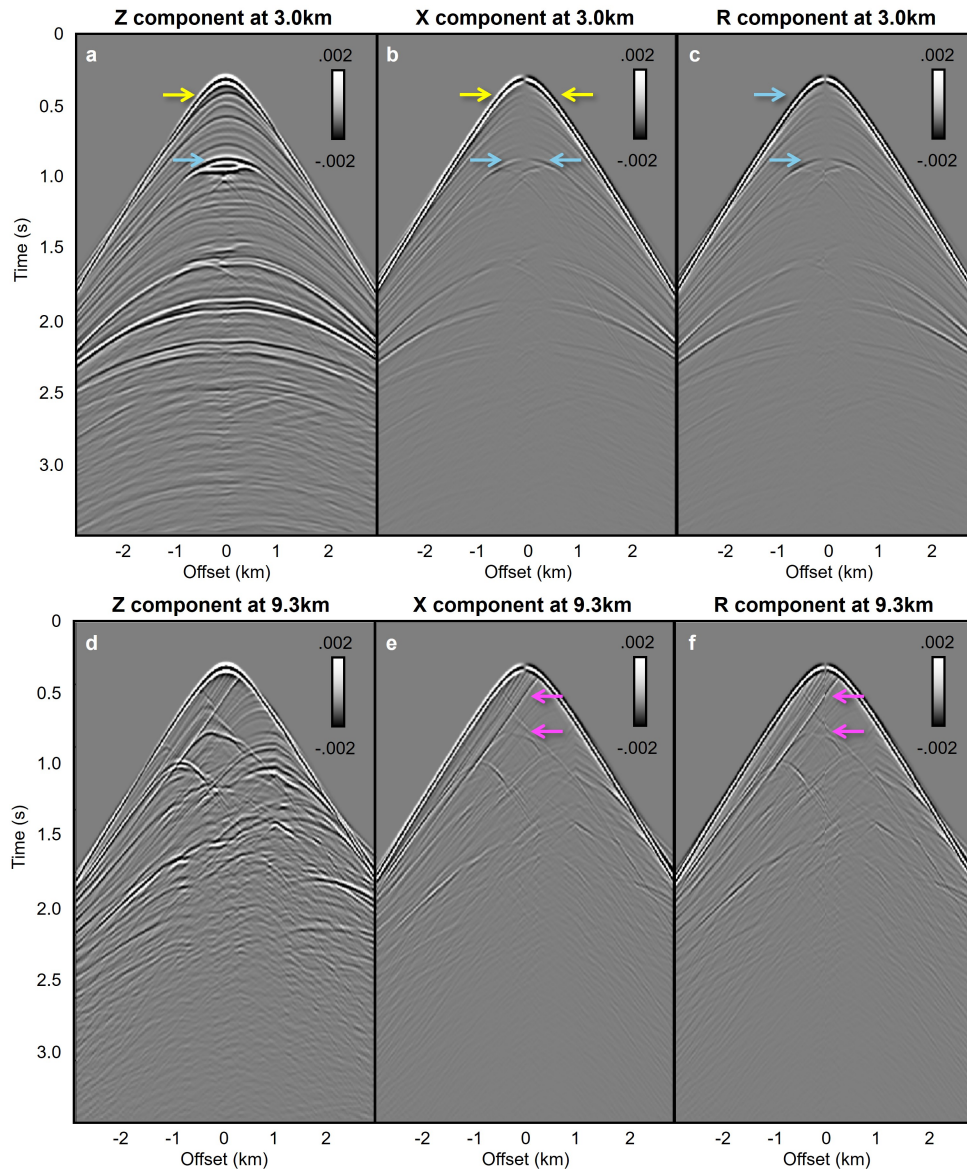 Z component at 3.0km X component at 3.0km R component at 3.0km
0
a .002 b .002 c .002
0.5
-.002 -.002 -.002
1.0
1.5
Time (s)
2.0
2.5
3.0
-2 -1 0 1 2 -2 -1 0 1 2 -2 -1 0 1 2
Offset (km) Offset (km) Offset (km)
Z component at 9.3km X component at 9.3km R component at 9.3km
0
d .002 e .002 f .002
0.5
-.002 -.002 -.002
1.0
1.5
Time (s)
2.0
2.5
3.0
-2 -1 0 1 2 -2 -1 0 1 2 -2 -1 0 1 2
Offset (km) Offset (km) Offset (km)